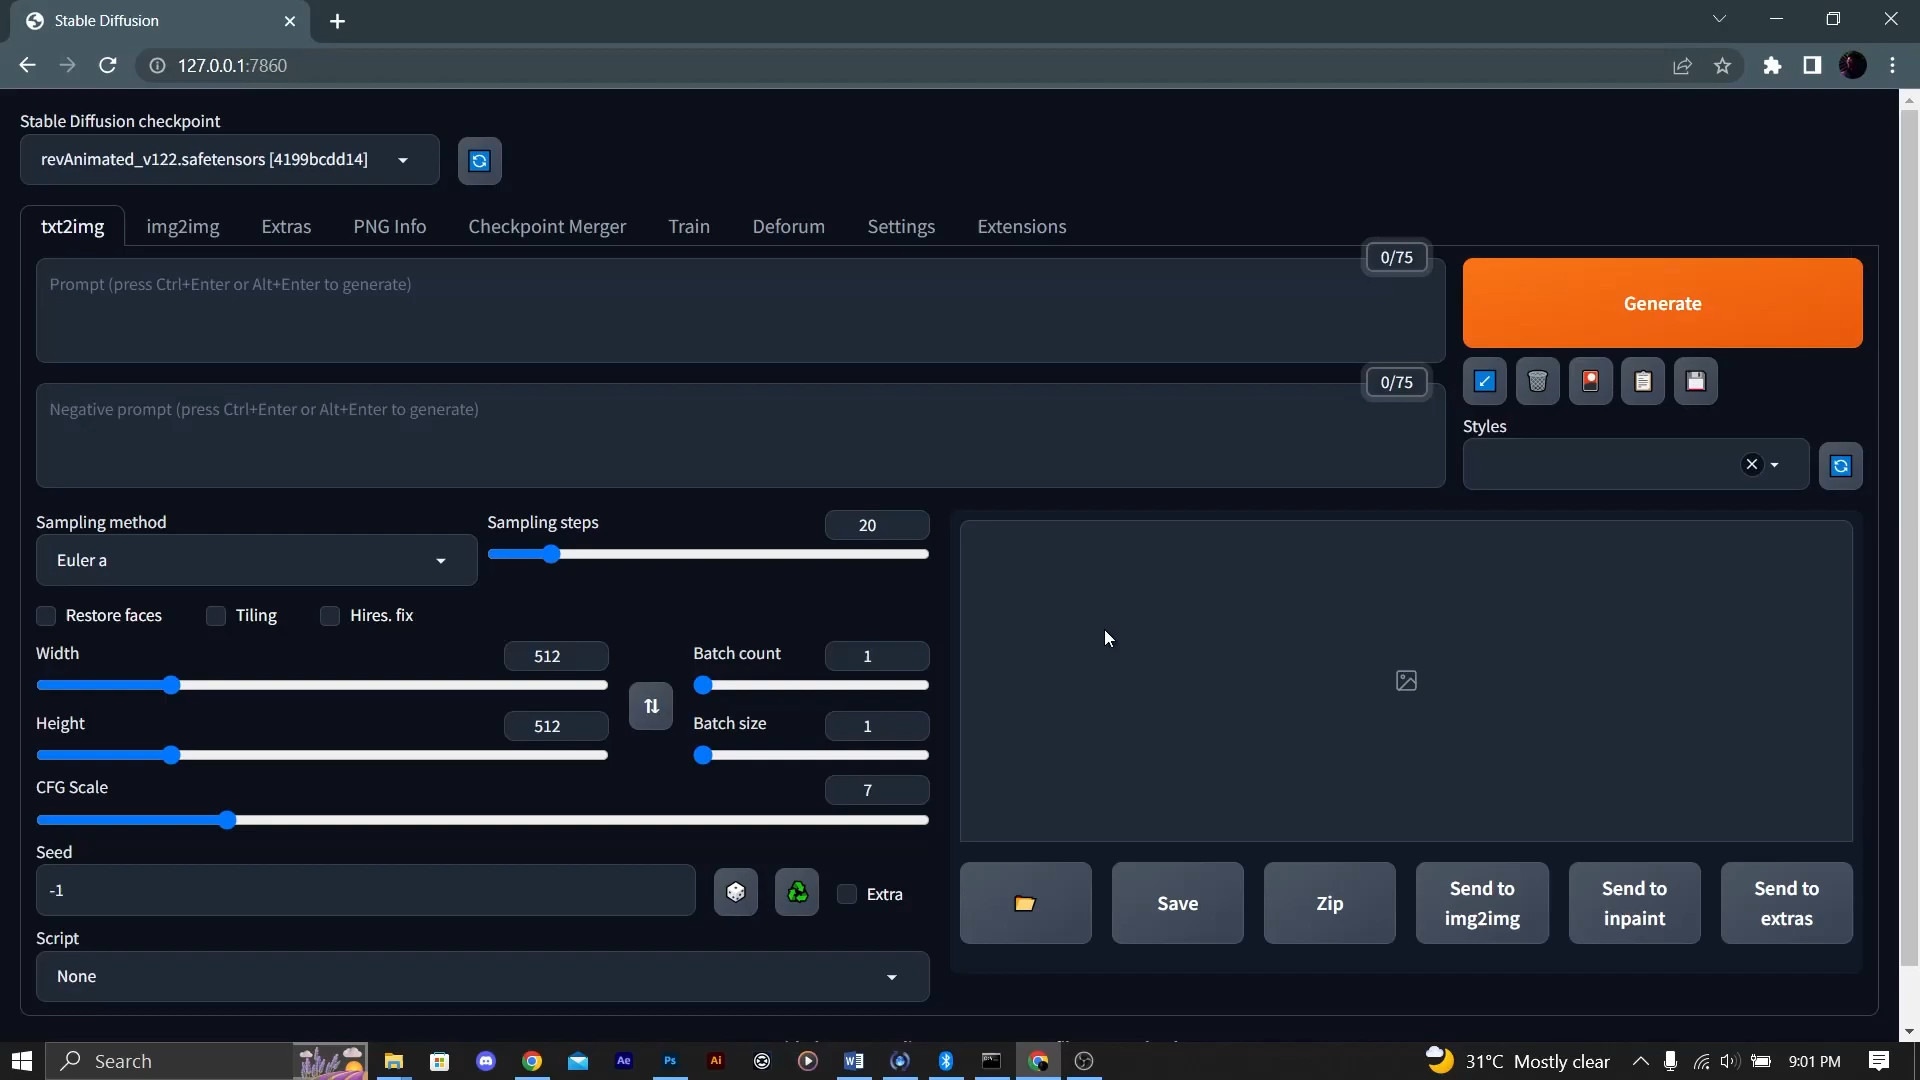 Stable Diffusion
127.0.0.1:7860
Stable Diffusion checkpoint
revAnimated_v122.safetensors [4199bcdd14]
txt2img img2img Extras PNG Info Checkpoint Merger Train Deforum Settings Extensions
0/75
Prompt (press Ctrl+Enter or Alt+Enter to generate)
Generate
0/75
Negative prompt (press Ctrl+Enter or Alt+Enter to generate)
Styles
Sampling method
Euler a
Sampling steps
20
Restore faces
Tiling
Hires. fix
Width
512
Batch count
1
Height
512
Batch size
1
CFG Scale
7
Seed
-1
Extra
Script
None
Save
Zip
Send to
img2img
Send to
inpaint
Send to
extras
Search
Ae
Ps
Ai
31°C Mostly clear
9:01 PM